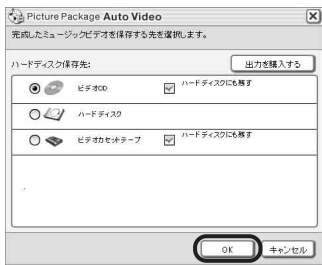 Picture Package Auto Video
完成したミュージックビデオを保存する先を選択します。
ハードディスク保存先:
出力を購入する
ビデオCD
ハードディスクにも残す
ハードディスク
ビデオカセットテープ
ハードディスクにも残す
OK
キャンセル